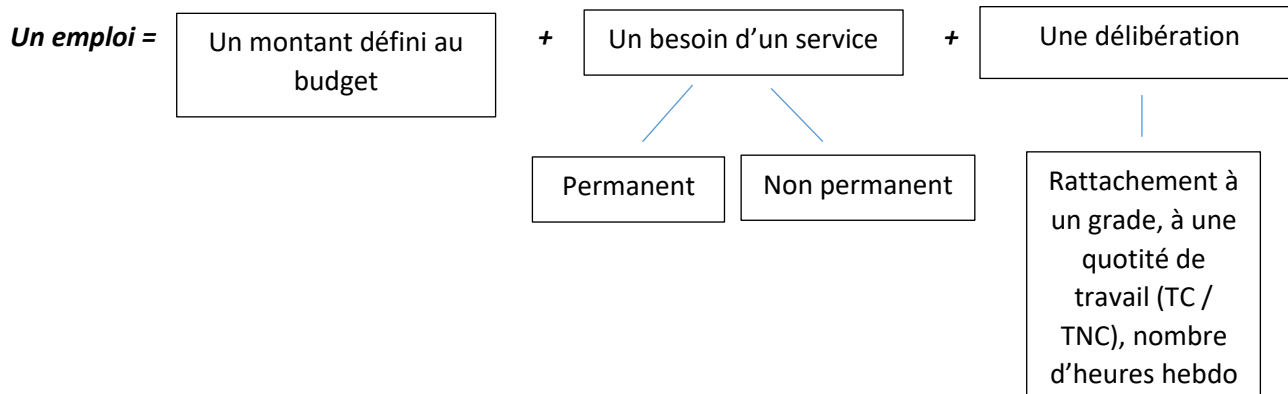 Un emploi =
Un montant défini au
budget
+
Un besoin d’un service
+
Une délibération
Permanent
Non permanent
Rattachement à
un grade, à une
quotité de
travail (TC /
TNC), nombre
d’heures hebdo